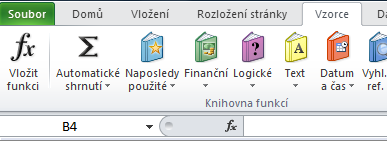 Soubor Domů Vložení Rozložení stránky Vzorce
fx Σ ? A
Vložit funkci Automatické shrnutí Naposledy použité Finanční Logické Text Datum a čas Vyhl. ref.
Knihovna funkcí
B4 fx